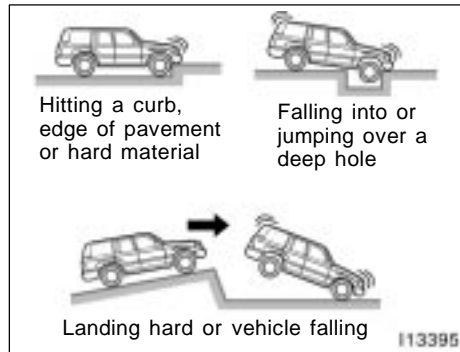 Hitting a curb,
edge of pavement
or hard material
Falling into or
jumping over a
deep hole
Landing hard or vehicle falling
I13395